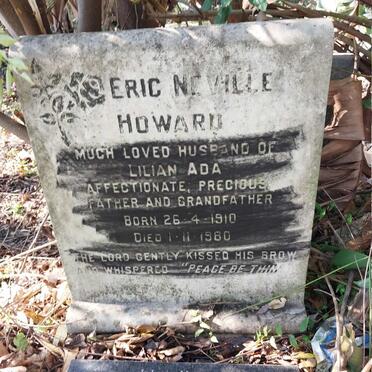 ERIC NEVILLE
HOWARD
MUCH LOVED HUSBAND OF
LILIAN ADA
AFFECTIONATE, PRECIOUS
FATHER AND GRANDFATHER
BORN 26-4-1910
DIED 1-11-1980
THE LORD GENTLY KISSED HIS BROW
AND WHISPERED "PEACE BE THINE